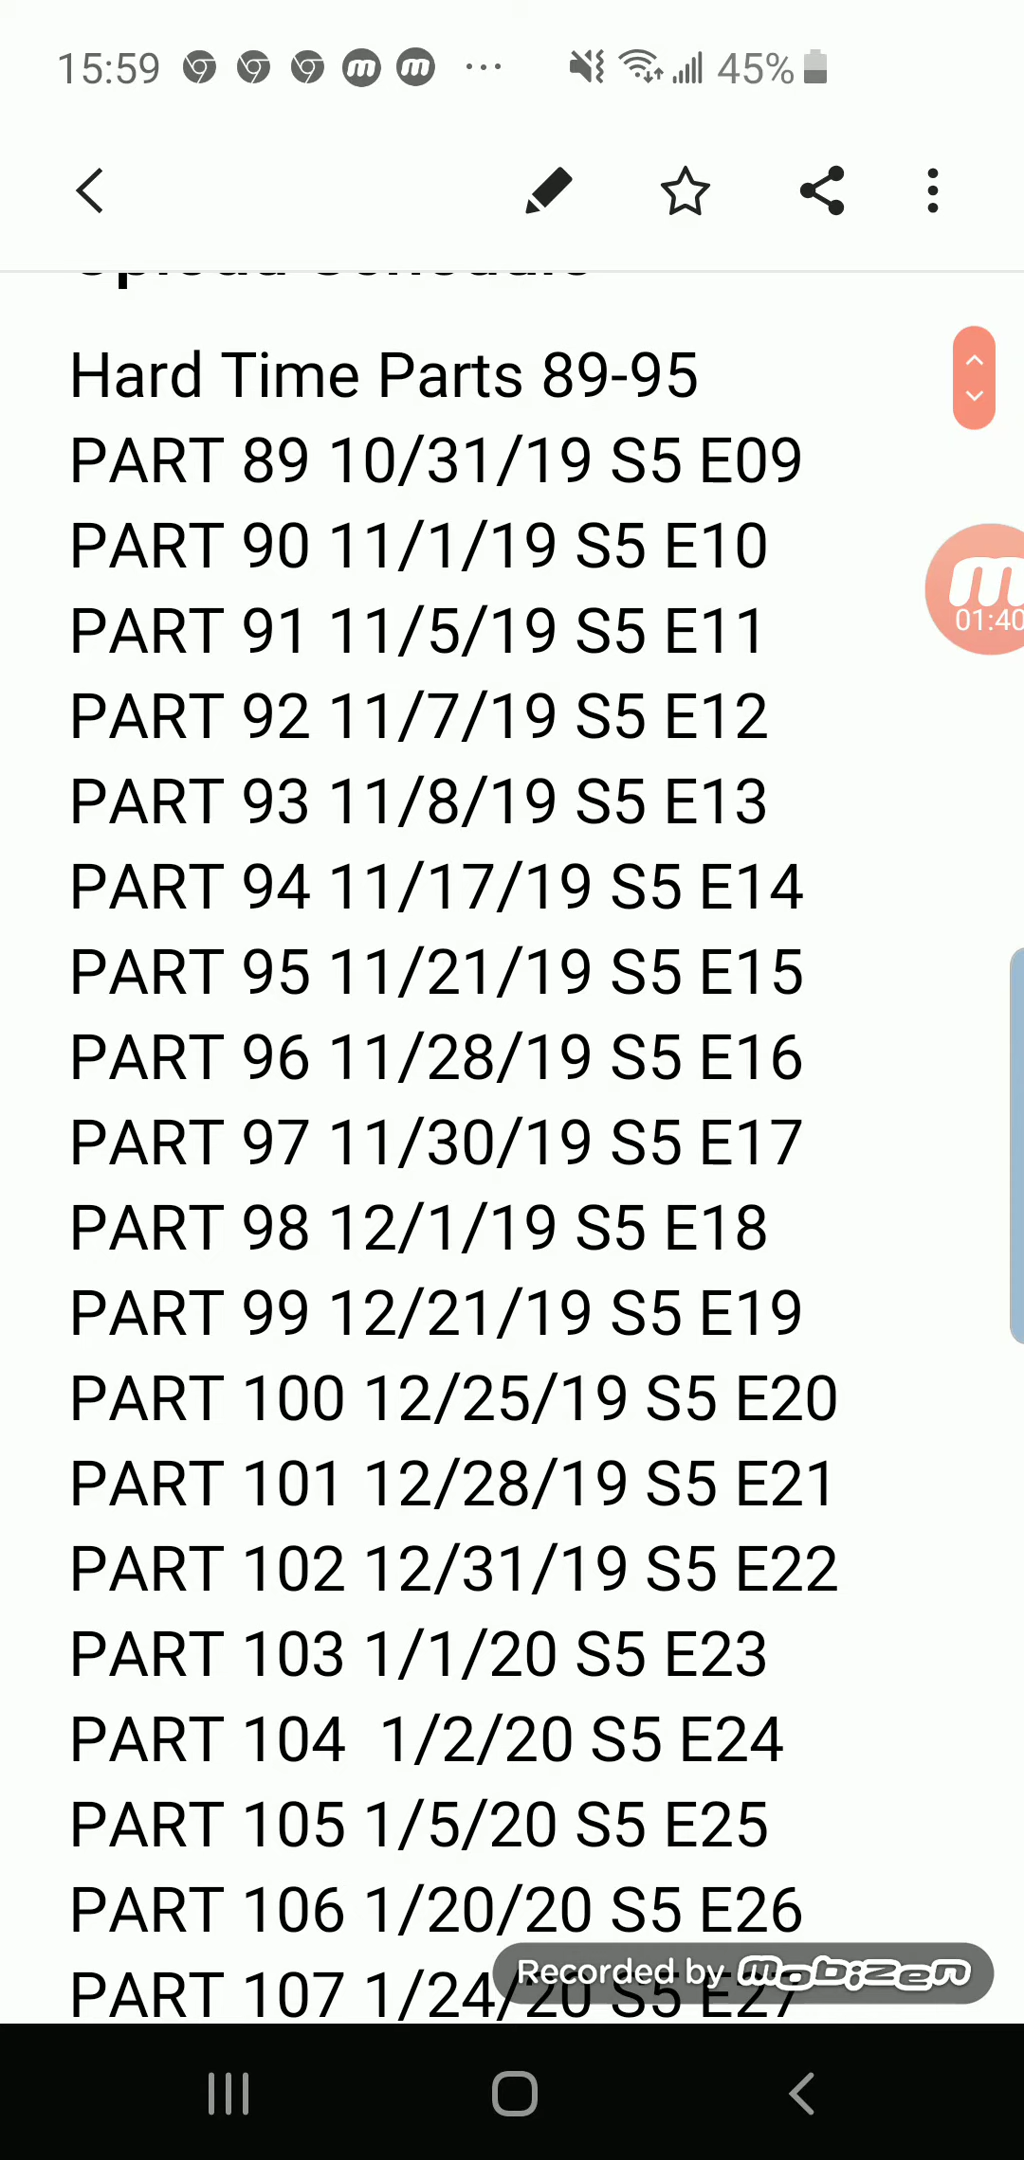 15:59 45%
Upload Schedule
Hard Time Parts 89-95
PART 89 10/31/19 S5 E09
PART 90 11/1/19 S5 E10
PART 91 11/5/19 S5 E11
PART 92 11/7/19 S5 E12
PART 93 11/8/19 S5 E13
PART 94 11/17/19 S5 E14
PART 95 11/21/19 S5 E15
PART 96 11/28/19 S5 E16
PART 97 11/30/19 S5 E17
PART 98 12/1/19 S5 E18
PART 99 12/21/19 S5 E19
PART 100 12/25/19 S5 E20
PART 101 12/28/19 S5 E21
PART 102 12/31/19 S5 E22
PART 103 1/1/20 S5 E23
PART 104  1/2/20 S5 E24
PART 105 1/5/20 S5 E25
PART 106 1/20/20 S5 E26
PART 107 1/24/20 S5 E27
01:40
Recorded by mobizen